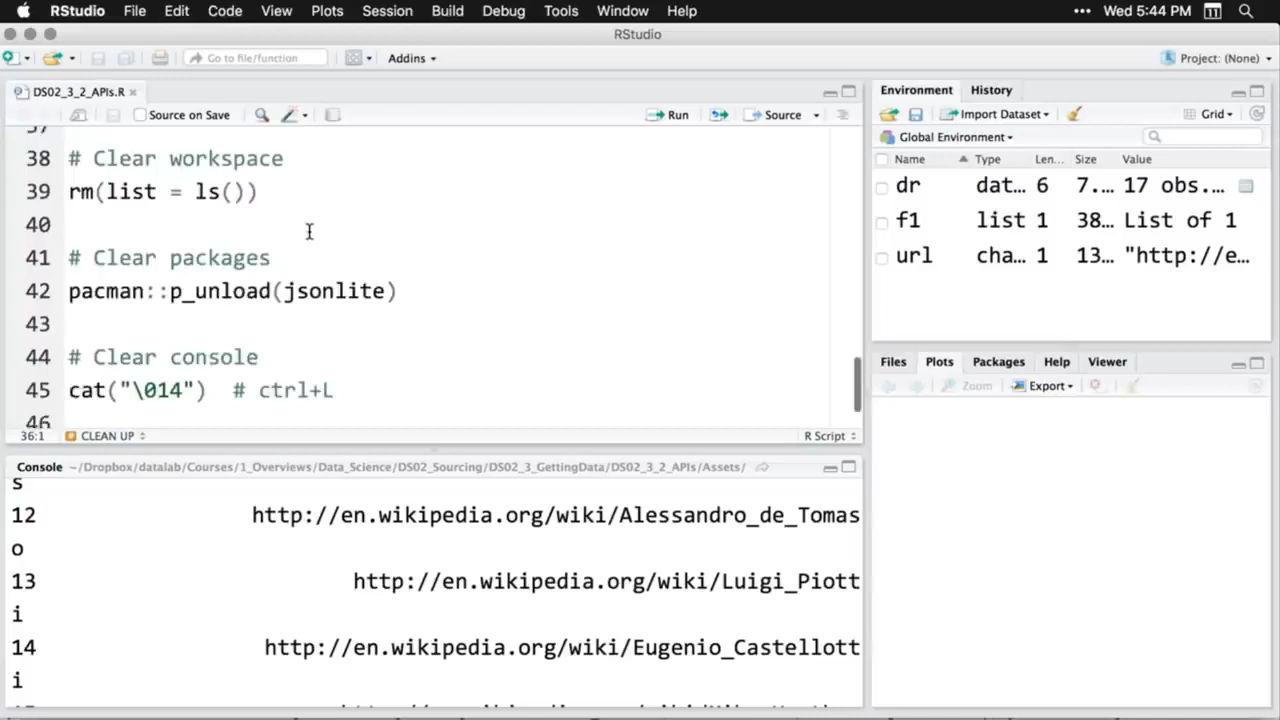 RStudio File Edit Code View Plots Session Build Debug Tools Window Help ••• Wed 5:44 PM 11
RStudio
Go to file/function Addins Project: (None)
DS02_3_2_APIs.R
Source on Save Run Source
37
38 # Clear workspace
39 rm(list = ls())
40
41 # Clear packages
42 pacman::p_unload(jsonlite)
43
44 # Clear console
45 cat("\014") # ctrl+L
46
36:1 CLEAN UP R Script
Console ~/Dropbox/datalab/Courses/1_Overviews/Data_Science/DS02_Sourcing/DS02_3_GettingData/DS02_3_2_APIs/Assets/
s
12 http://en.wikipedia.org/wiki/Alessandro_de_Tomas
o
13 http://en.wikipedia.org/wiki/Luigi_Piott
i
14 http://en.wikipedia.org/wiki/Eugenio_Castellott
i
Environment History
Import Dataset Grid
Global Environment
Name Type Len... Size Value
dr dat... 6 7.... 17 obs....
f1 list 1 38... List of 1
url cha... 1 13... "http://e...
Files Plots Packages Help Viewer
Zoom Export